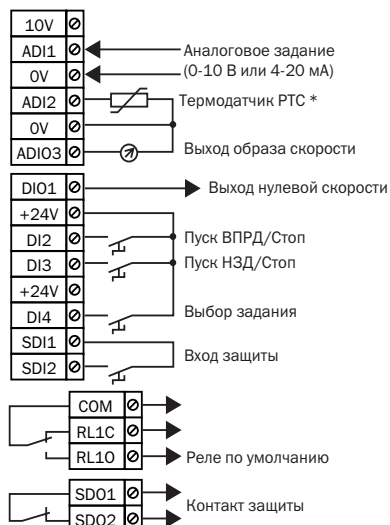 10V
ADI1 Аналоговое задание
0V (0-10 В или 4-20 мА)
ADI2 Термодатчик РТС *
0V
ADIO3 Выход образа скорости
DIO1 Выход нулевой скорости
+24V
DI2 Пуск ВПРД/Стоп
DI3 Пуск НЗД/Стоп
+24V
DI4 Выбор задания
SDI1
Вход защиты
SDI2
COM
RL1C
RL1O Реле по умолчанию
SDO1
Контакт защиты
SDO2